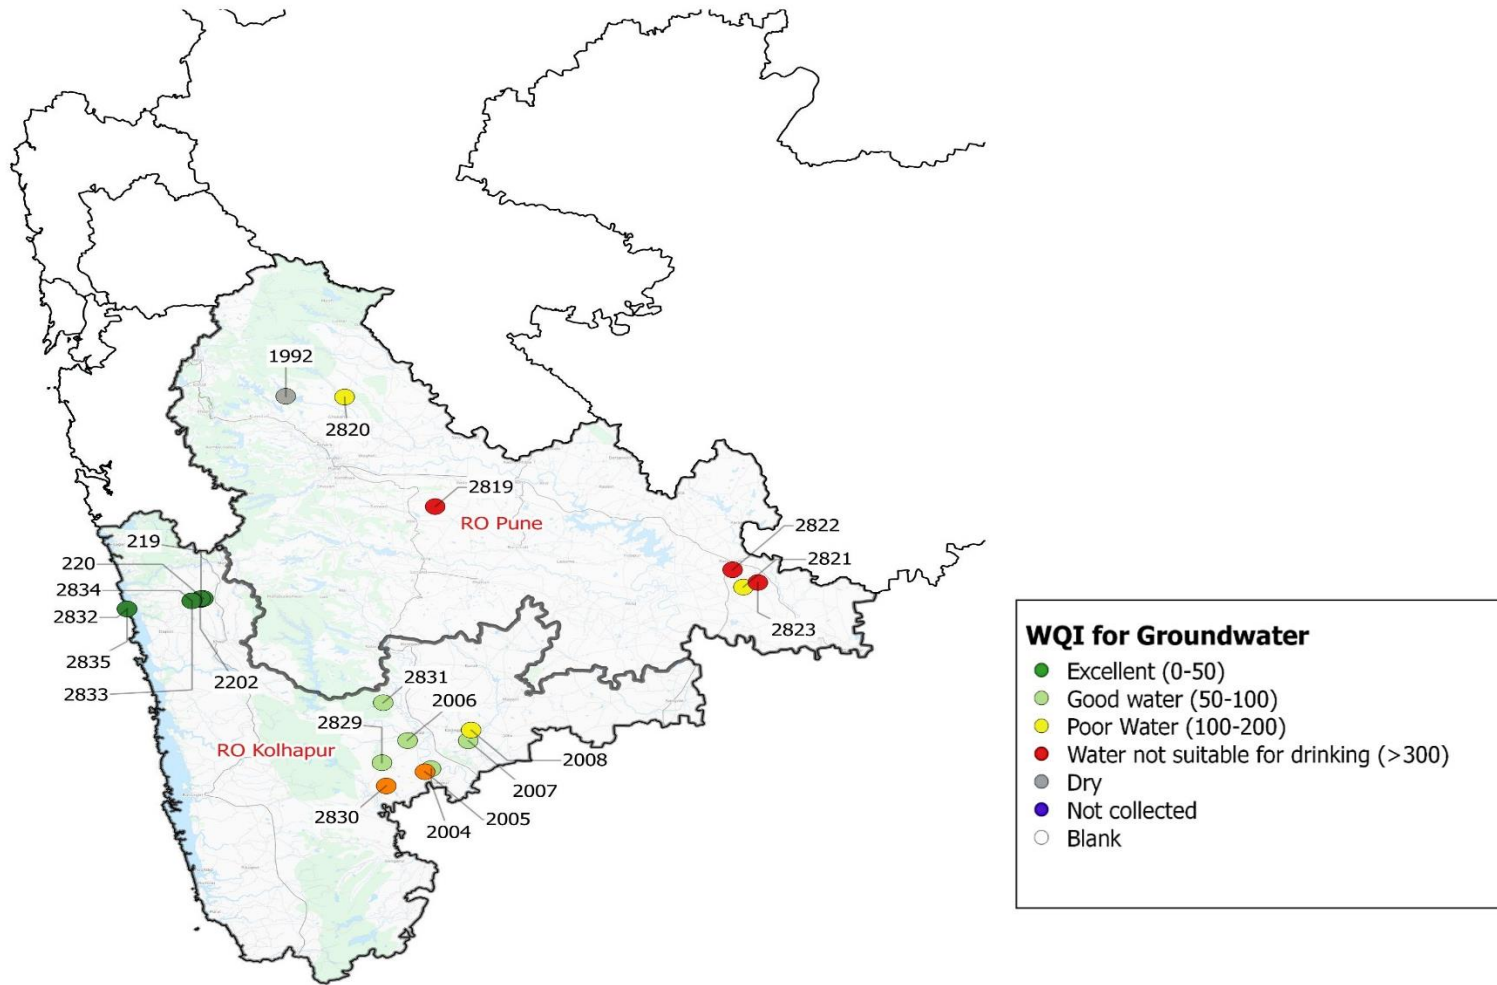 1992
2820
2819
RO Pune
2822
2821
2823
219
220
2834
2832
2835
2833
2202
2831
2006
2829
RO Kolhapur
2008
2007
2830
2005
2004
WQI for Groundwater
Excellent (0-50)
Good water (50-100)
Poor Water (100-200)
Water not suitable for drinking (>300)
Dry
Not collected
Blank